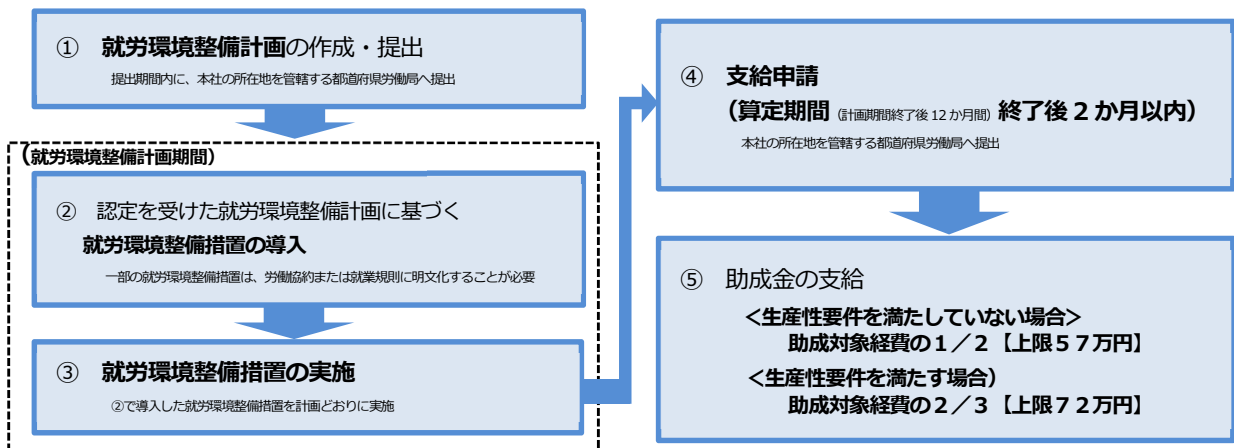 ① 就労環境整備計画の作成・提出
提出期間内に、本社の所在地を管轄する都道府県労働局へ提出
(就労環境整備計画期間)
② 認定を受けた就労環境整備計画に基づく
就労環境整備措置の導入
一部の就労環境整備措置は、労働協約または就業規則に明文化することが必要
③ 就労環境整備措置の実施
②で導入した就労環境整備措置を計画どおりに実施
④ 支給申請
(算定期間 (計画期間終了後 12 か月間) 終了後 2 か月以内)
本社の所在地を管轄する都道府県労働局へ提出
⑤ 助成金の支給
<生産性要件を満たしていない場合>
助成対象経費の1/2【上限57万円】
<生産性要件を満たす場合)
助成対象経費の2/3【上限72万円】